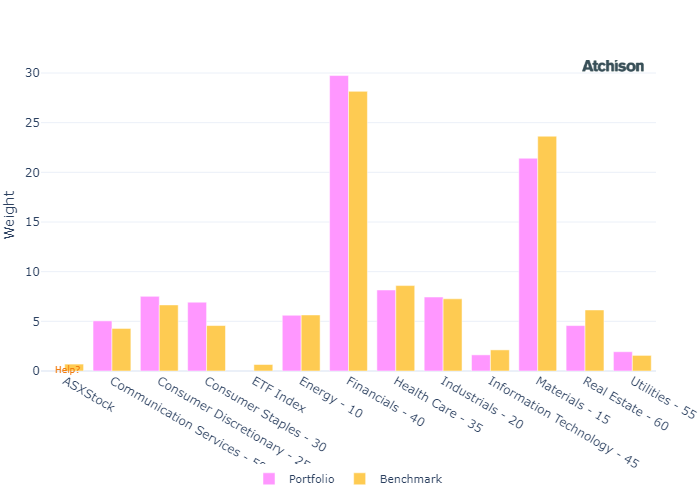 Atchison
30
25
20
15
10
5
0
Weight
Help?
ASXStock
Communication Services - 50
Consumer Discretionary - 25
Consumer Staples - 30
ETF Index
Energy - 10
Financials - 40
Health Care - 35
Industrials - 20
Information Technology - 45
Materials - 15
Real Estate - 60
Utilities - 55
Portfolio
Benchmark